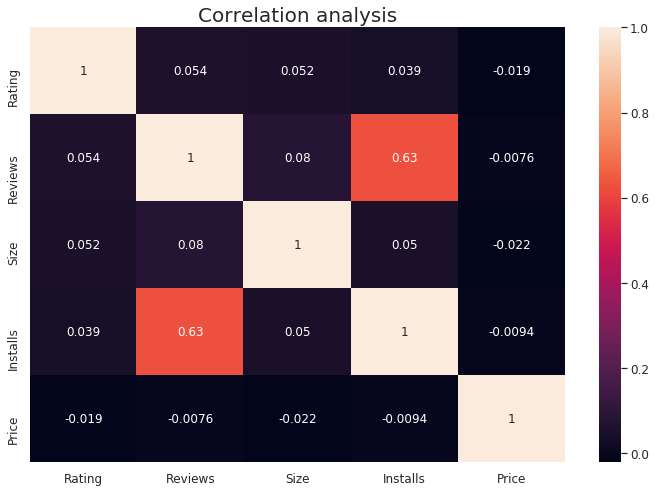 Correlation analysis
Rating 1 0.054 0.052 0.039 -0.019
Reviews 0.054 1 0.08 0.63 -0.0076
Size 0.052 0.08 1 0.05 -0.022
Installs 0.039 0.63 0.05 1 -0.0094
Price -0.019 -0.0076 -0.022 -0.0094 1
Rating Reviews Size Installs Price
1.0
0.8
0.6
0.4
0.2
0.0